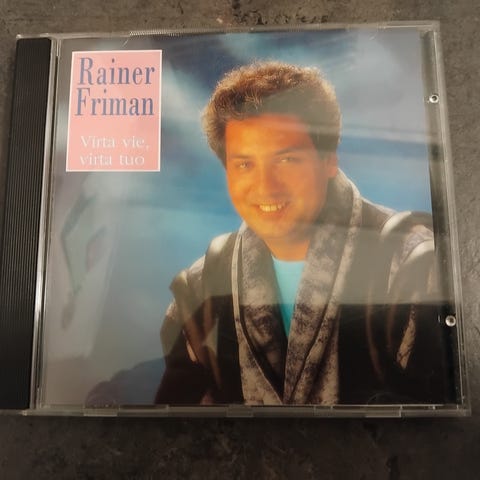 Rainer
Friman
Virta vie,
virta tuo